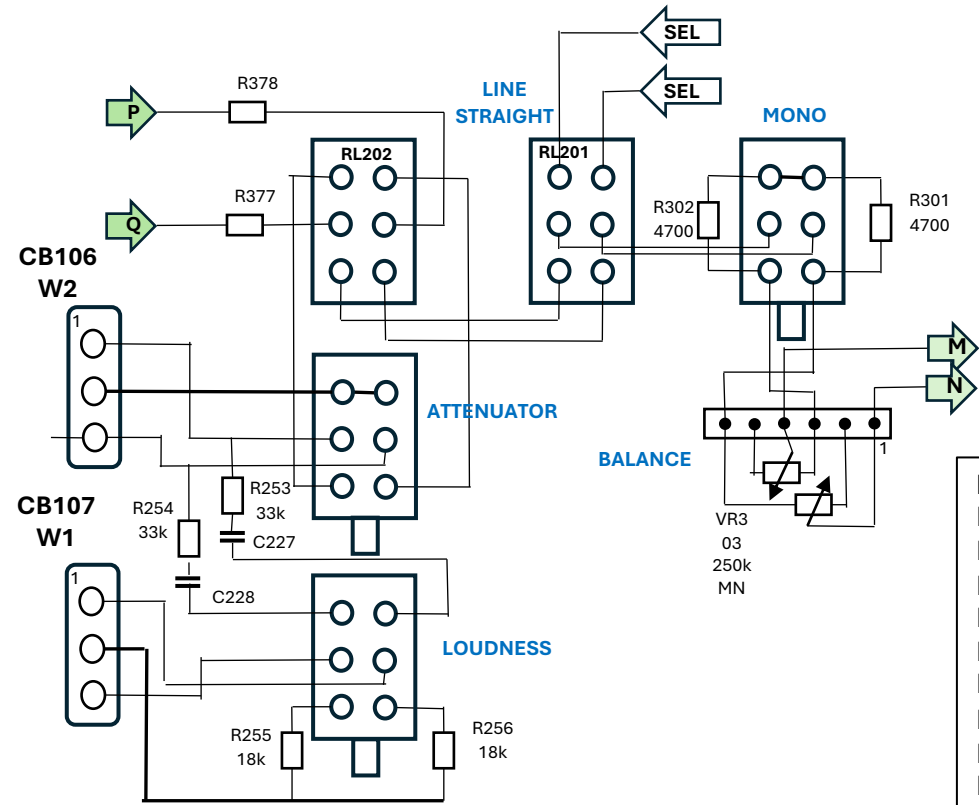 SEL
SEL
R378
P
LINE
STRAIGHT
MONO
RL202
RL201
R377
Q
R302
4700
R301
4700
CB106
W2
1
M
N
ATTENUATOR
BALANCE
1
R253
33k
R254
33k
C227
CB107
W1
VR3
03
250k
MN
1
C228
LOUDNESS
R255
18k
R256
18k